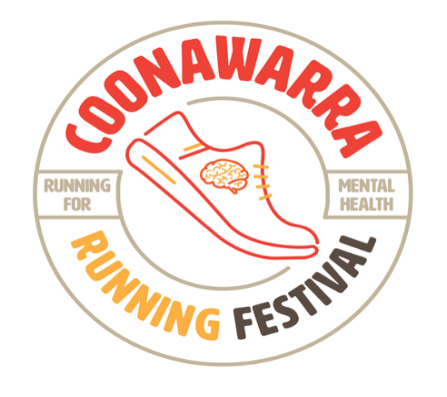 COONAWARRA
RUNNING
FOR
MENTAL
HEALTH
RUNNING FESTIVAL